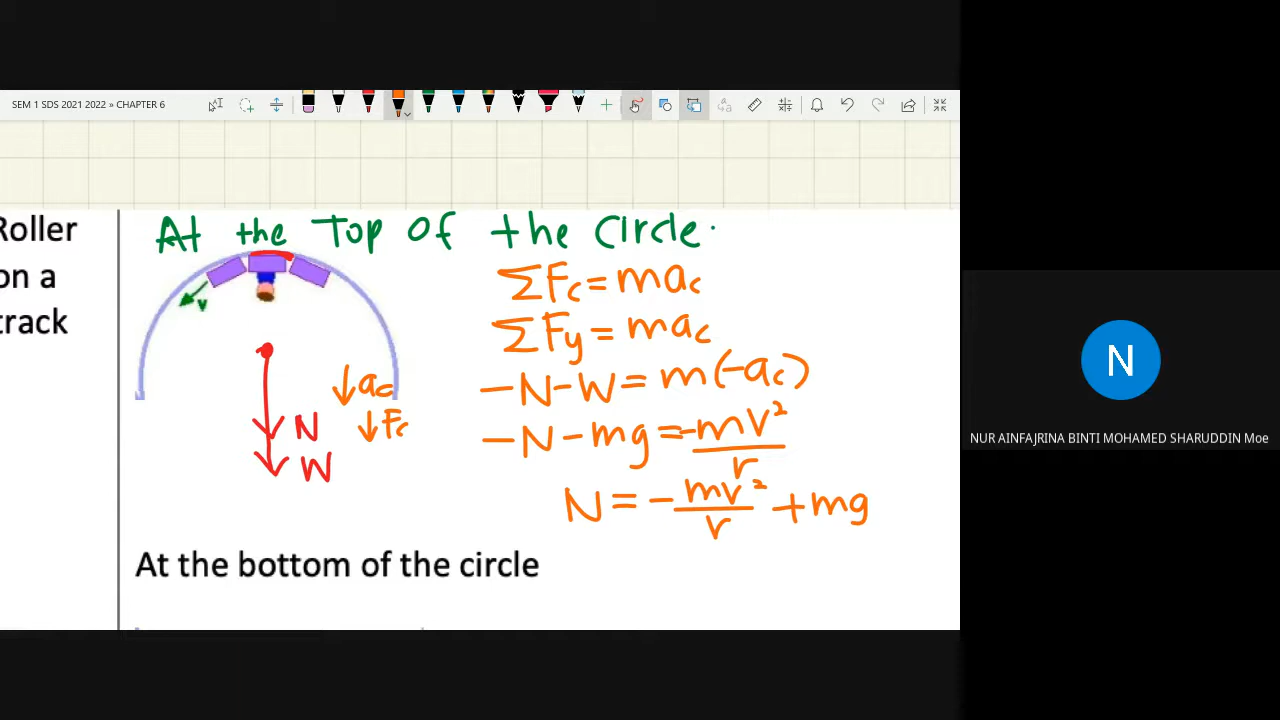 SEM 1 SDS 2021 2022 » CHAPTER 6
Roller
on a
track
At the Top of the Circle.
v
N
W
↓ac
↓Fc
ΣFc = mac
ΣFy = mac
-N-W = m(-ac)
-N-mg = -mv²/r
N = -mv²/r + mg
At the bottom of the circle
N
NUR AINFAJRINA BINTI MOHAMED SHARUDDIN Moe